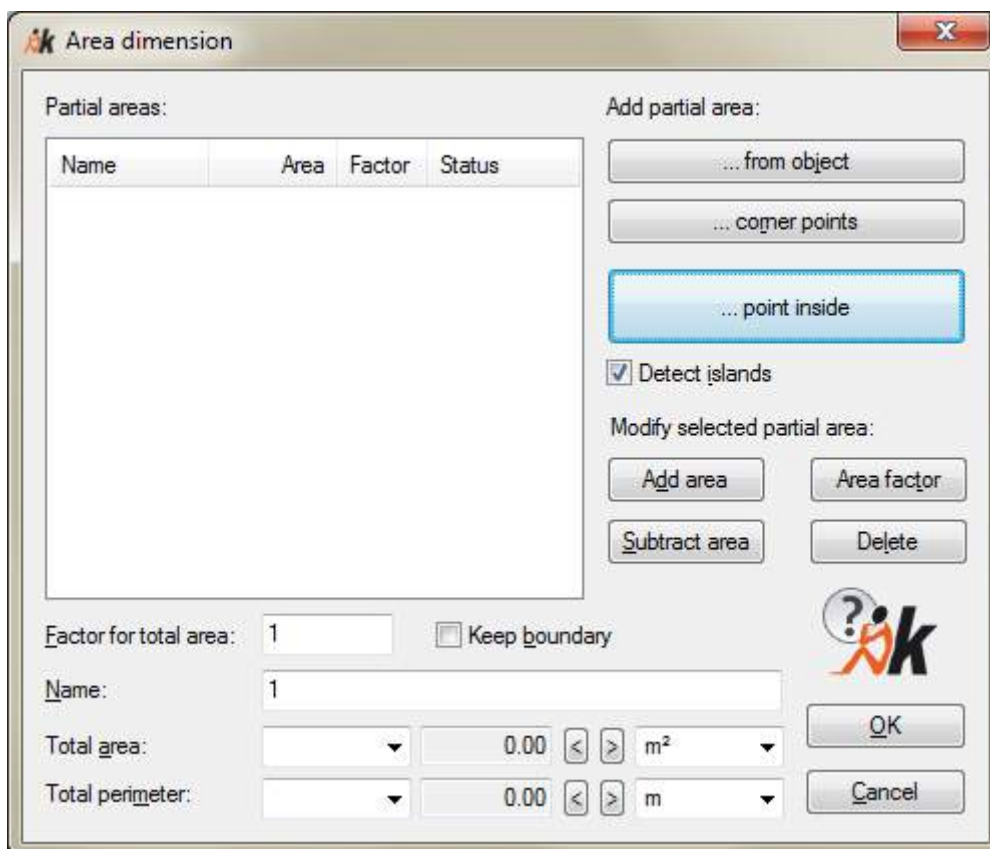 Area dimension
Partial areas:
Add partial area:
Name Area Factor Status
... from object
... corner points
... point inside
Detect islands
Modify selected partial area:
Add area Area factor
Subtract area Delete
Factor for total area: 1 Keep boundary
?
k
Name: 1
OK
Total area: 0.00 < > m²
Total perimeter: 0.00 < > m
Cancel